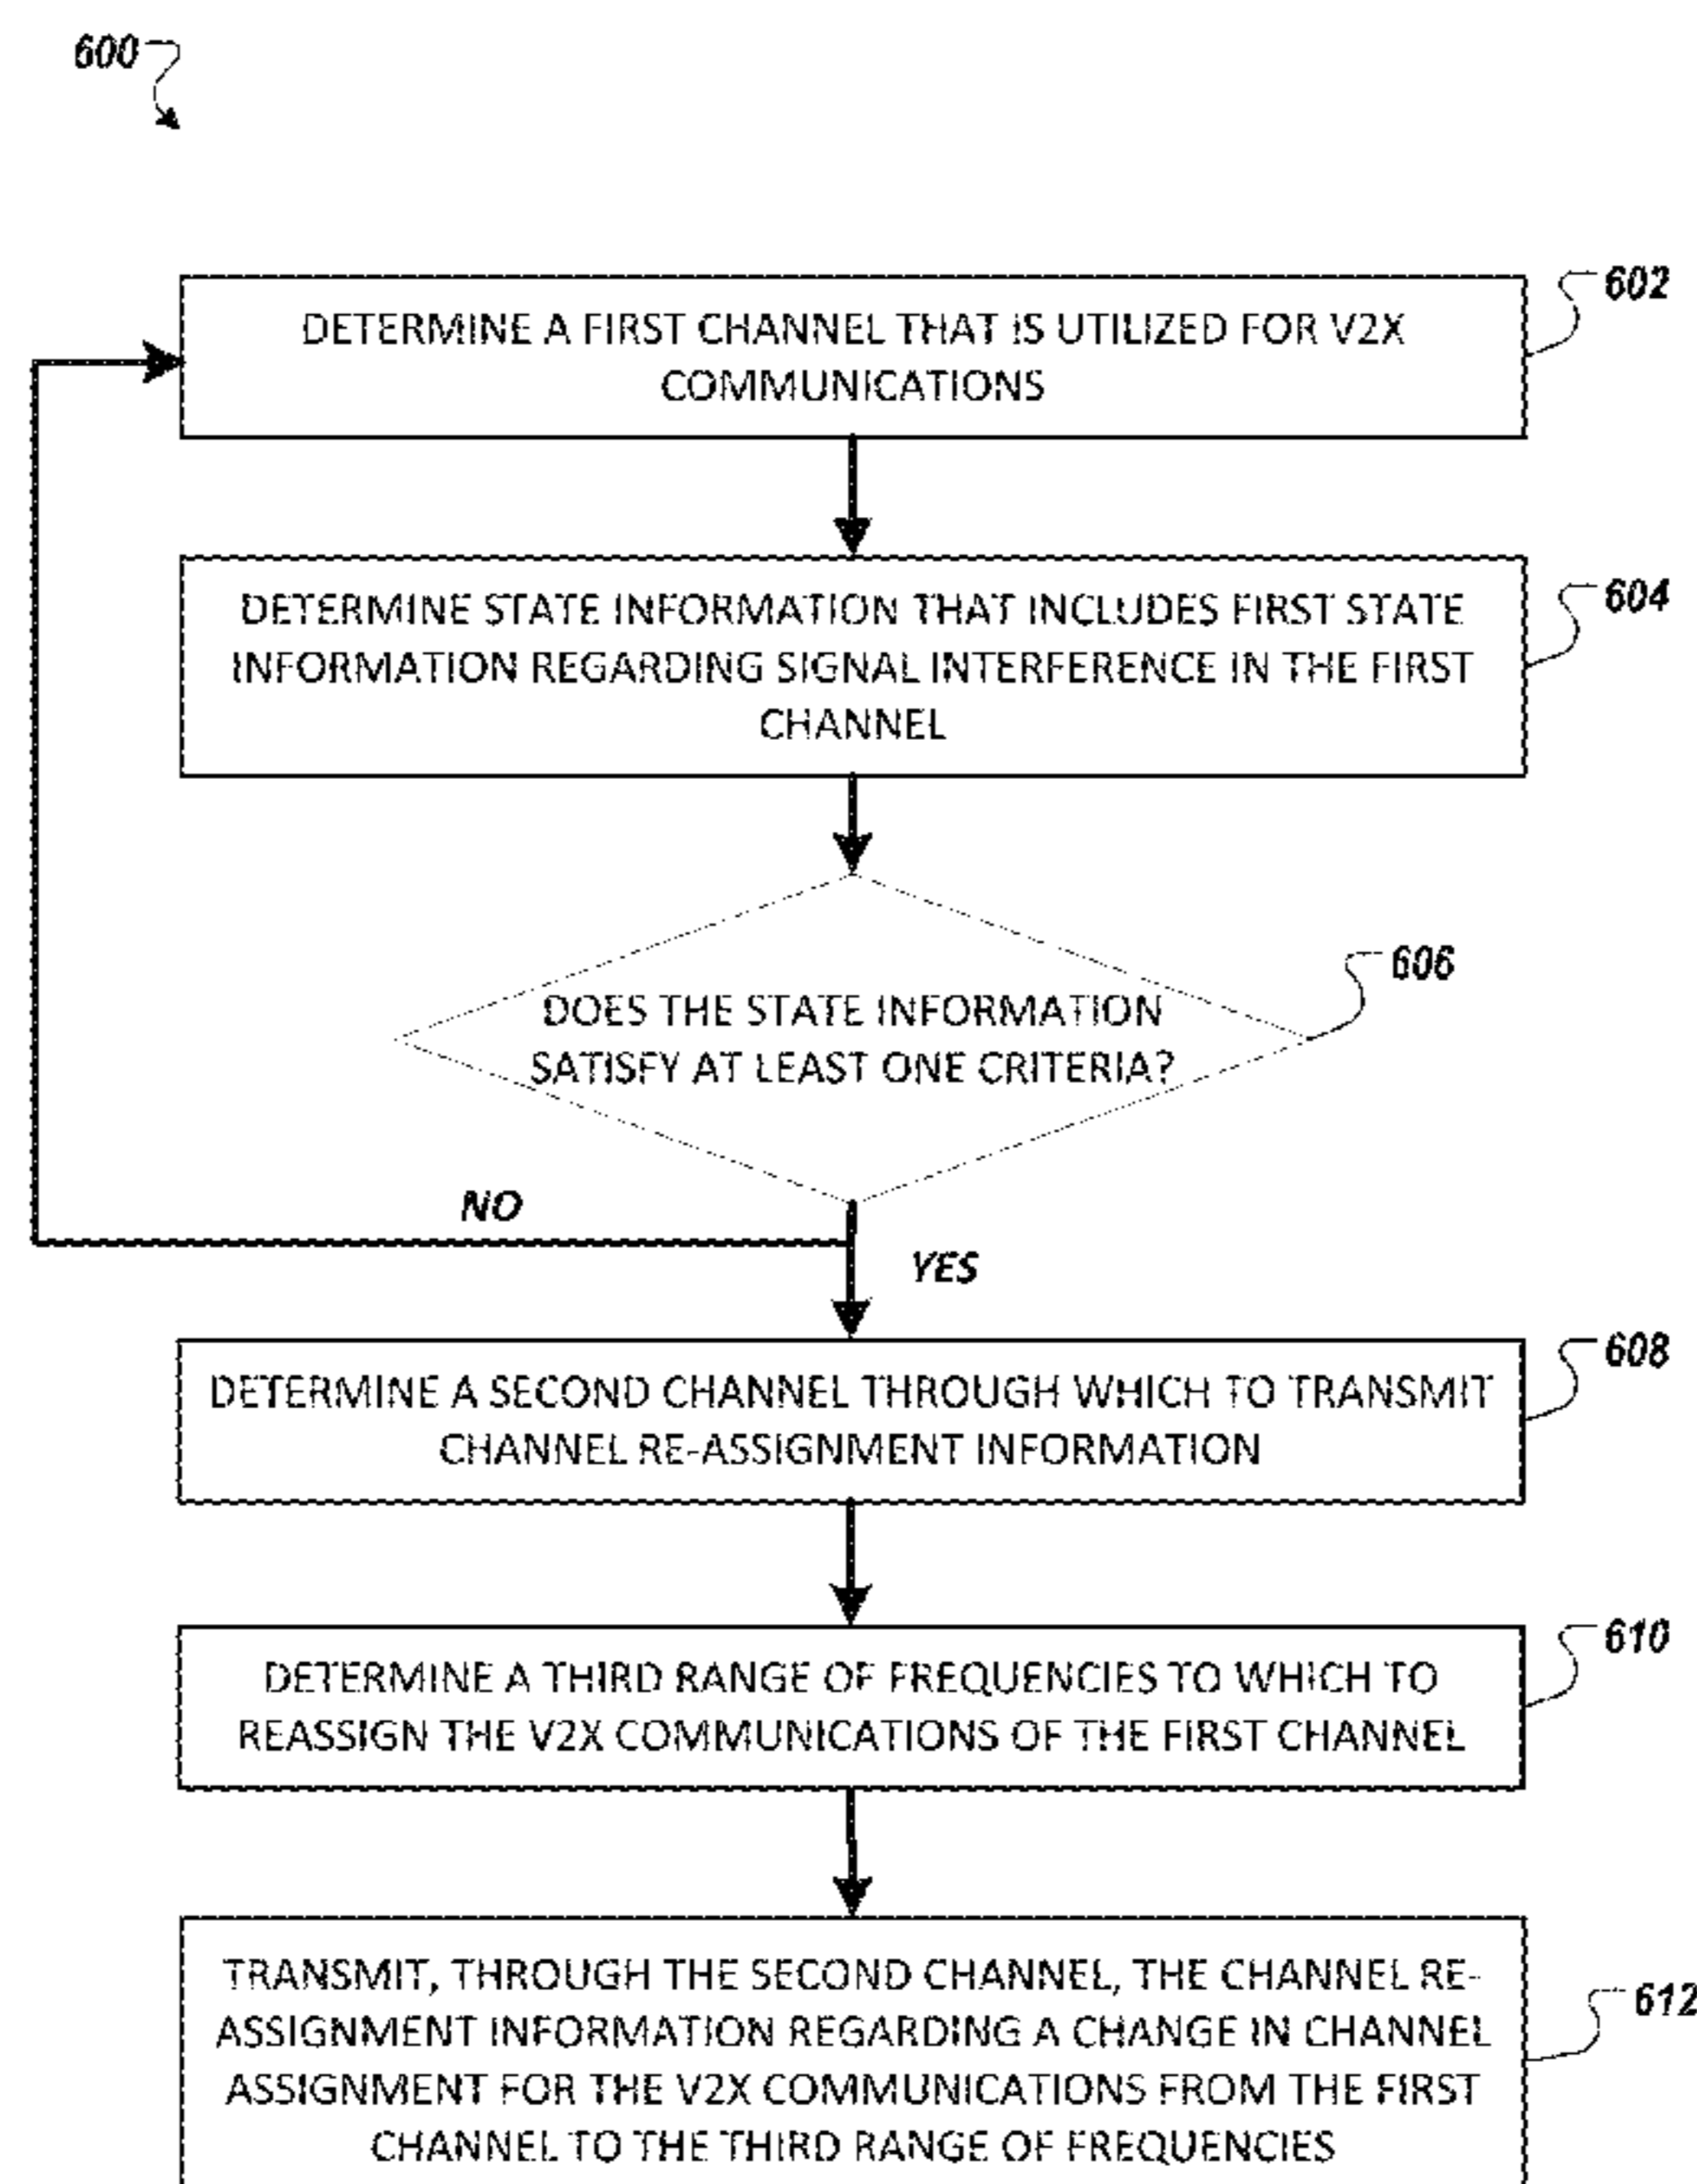 600
602
DETERMINE A FIRST CHANNEL THAT IS UTILIZED FOR V2X
COMMUNICATIONS
604
DETERMINE STATE INFORMATION THAT INCLUDES FIRST STATE
INFORMATION REGARDING SIGNAL INTERFERENCE IN THE FIRST
CHANNEL
606
DOES THE STATE INFORMATION
SATISFY AT LEAST ONE CRITERIA?
NO
YES
608
DETERMINE A SECOND CHANNEL THROUGH WHICH TO TRANSMIT
CHANNEL RE-ASSIGNMENT INFORMATION
610
DETERMINE A THIRD RANGE OF FREQUENCIES TO WHICH TO
REASSIGN THE V2X COMMUNICATIONS OF THE FIRST CHANNEL
612
TRANSMIT, THROUGH THE SECOND CHANNEL, THE CHANNEL RE-
ASSIGNMENT INFORMATION REGARDING A CHANGE IN CHANNEL
ASSIGNMENT FOR THE V2X COMMUNICATIONS FROM THE FIRST
CHANNEL TO THE THIRD RANGE OF FREQUENCIES